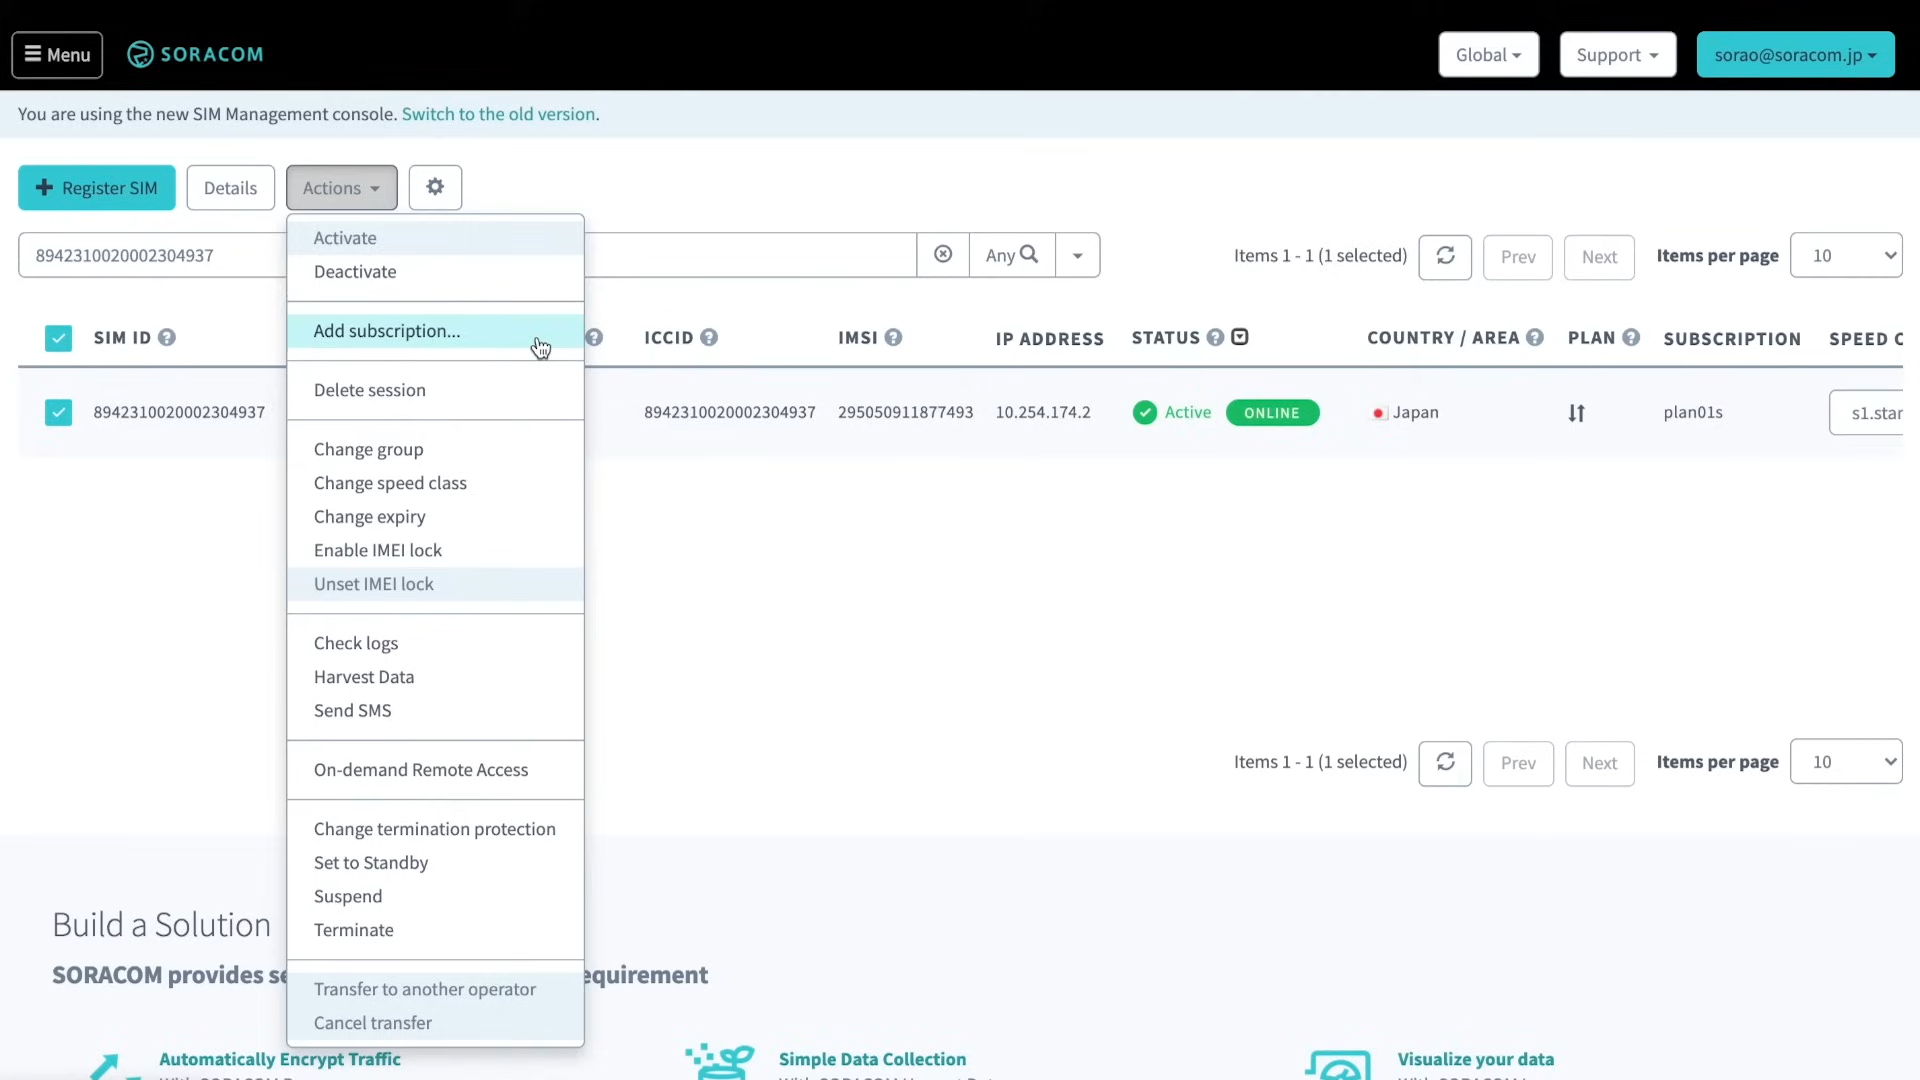 Menu
SORACOM
Global
Support
sorao@soracom.jp
You are using the new SIM Management console. Switch to the old version.
Register SIM
Details
Actions
8942310020002304937
Any
Items 1 - 1 (1 selected)
Prev
Next
Items per page
10
Activate
Deactivate
Add subscription...
Delete session
Change group
Change speed class
Change expiry
Enable IMEI lock
Unset IMEI lock
Check logs
Harvest Data
Send SMS
On-demand Remote Access
Change termination protection
Set to Standby
Suspend
Terminate
Transfer to another operator
Cancel transfer
SIM ID
ICCID
IMSI
IP ADDRESS
STATUS
COUNTRY / AREA
PLAN
SUBSCRIPTION
SPEED C
8942310020002304937
8942310020002304937
295050911877493
10.254.174.2
Active
ONLINE
Japan
plan01s
s1.star
Items 1 - 1 (1 selected)
Prev
Next
Items per page
10
Build a Solution
SORACOM provides se
equirement
Automatically Encrypt Traffic
Simple Data Collection
Visualize your data